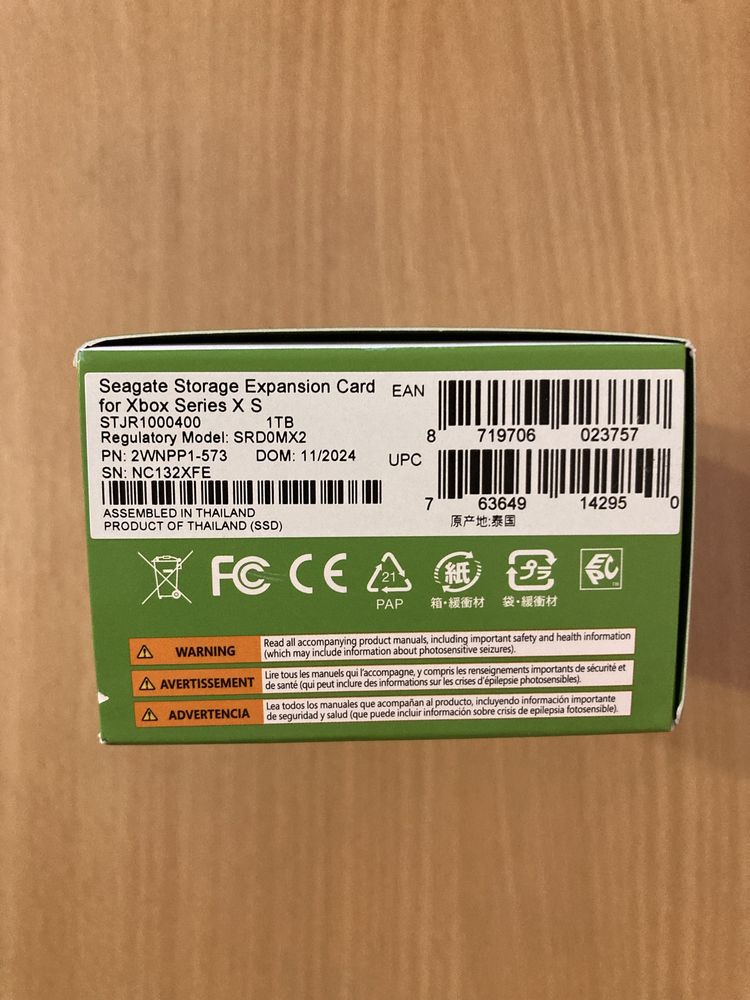 Seagate Storage Expansion Card
for Xbox Series X S
STJR1000400 1TB
Regulatory Model: SRD0MX2
PN: 2WNPP1-573 DOM: 11/2024
SN: NC132XFE
ASSEMBLED IN THAILAND
PRODUCT OF THAILAND (SSD)
EAN
8 719706 023757
UPC
7 63649 14295 0
原产地:泰国
FC CE
21
PAP
紙
箱・緩衝材
プラ
袋・緩衝材
EPC™
WARNING
Read all accompanying product manuals, including important safety and health information
(which may include information about photosensitive seizures).
AVERTISSEMENT
Lire tous les manuels qui l'accompagne, y compris les renseignements importants de sécurité et
de santé (qui peut inclure des informations sur les crises d'épilepsie photosensibles).
ADVERTENCIA
Lea todos los manuales que acompañan al producto, incluyendo información importante
de seguridad y salud (que puede incluir información sobre crisis de epilepsia fotosensible).